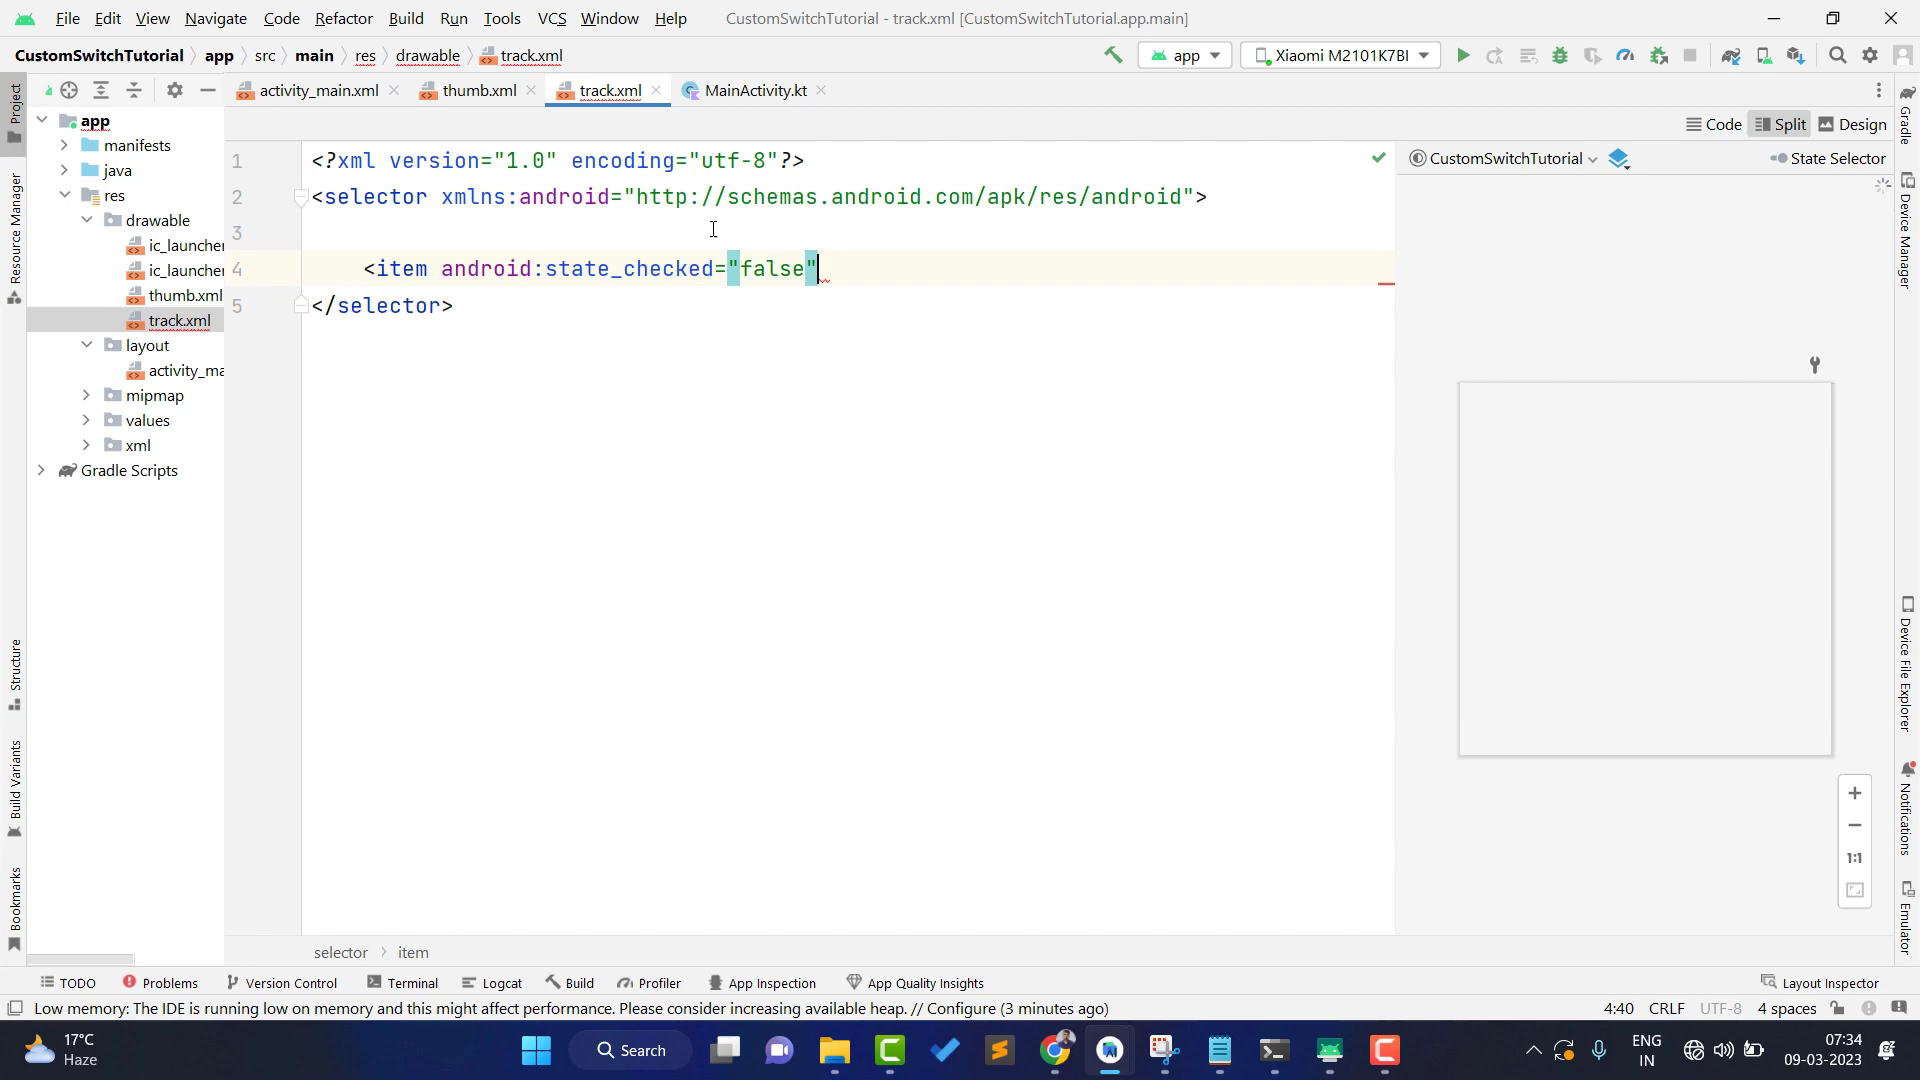 File Edit View Navigate Code Refactor Build Run Tools VCS Window Help CustomSwitchTutorial - track.xml [CustomSwitchTutorial.app.main]
CustomSwitchTutorial app src main res drawable track.xml app Xiaomi M2101K7BI
activity_main.xml thumb.xml track.xml MainActivity.kt
Code Split Design
CustomSwitchTutorial State Selector
Project
Resource Manager
Structure
Build Variants
Bookmarks
app
manifests
java
res
drawable
ic_launcher
ic_launcher
thumb.xml
track.xml
layout
activity_ma
mipmap
values
xml
Gradle Scripts
1 <?xml version="1.0" encoding="utf-8"?>
2 <selector xmlns:android="http://schemas.android.com/apk/res/android">
3
4 <item android:state_checked="false"
5 </selector>
1:1
Gradle
Device Manager
Device File Explorer
Notifications
Emulator
selector item
TODO Problems Version Control Terminal Logcat Build Profiler App Inspection App Quality Insights Layout Inspector
Low memory: The IDE is running low on memory and this might affect performance. Please consider increasing available heap. // Configure (3 minutes ago) 4:40 CRLF UTF-8 4 spaces
17°C
Haze
Search
ENG
IN
07:34
09-03-2023